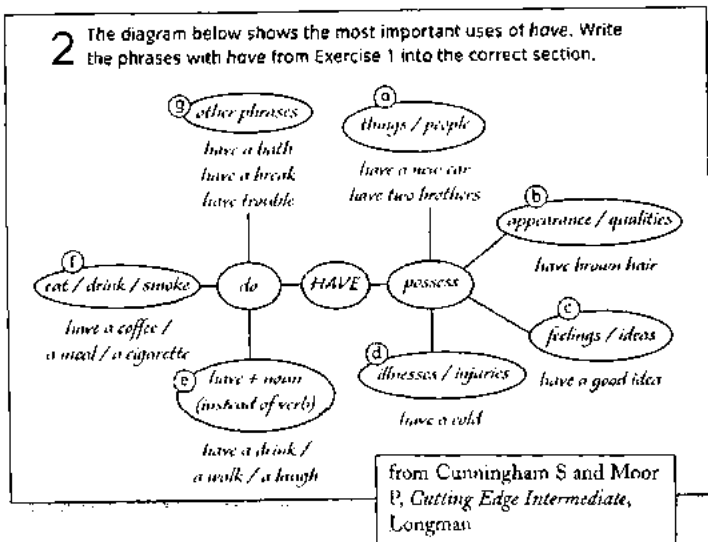 2 The diagram below shows the most important uses of have. Write
the phrases with have from Exercise 1 into the correct section.
g other phrases
have a bath
have a break
have trouble
a things / people
have a new car
have two brothers
b appearance / qualities
have brown hair
f eat / drink / smoke
do
HAVE
possess
have a coffee /
a meal / a cigarette
c feelings / ideas
have a good idea
d illnesses / injuries
have a cold
e have + noun
(instead of verb)
have a drink /
a walk / a laugh
from Cunningham S and Moor
P, Cutting Edge Intermediate,
Longman